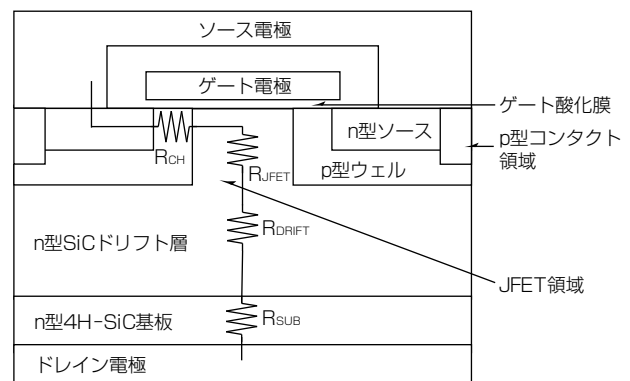 ソース電極
ゲート電極
ゲート酸化膜
n型ソース
p型コンタクト
領域
RCH
RJFET
p型ウェル
RDRIFT
n型SiCドリフト層
JFET領域
n型4H-SiC基板
RSUB
ドレイン電極